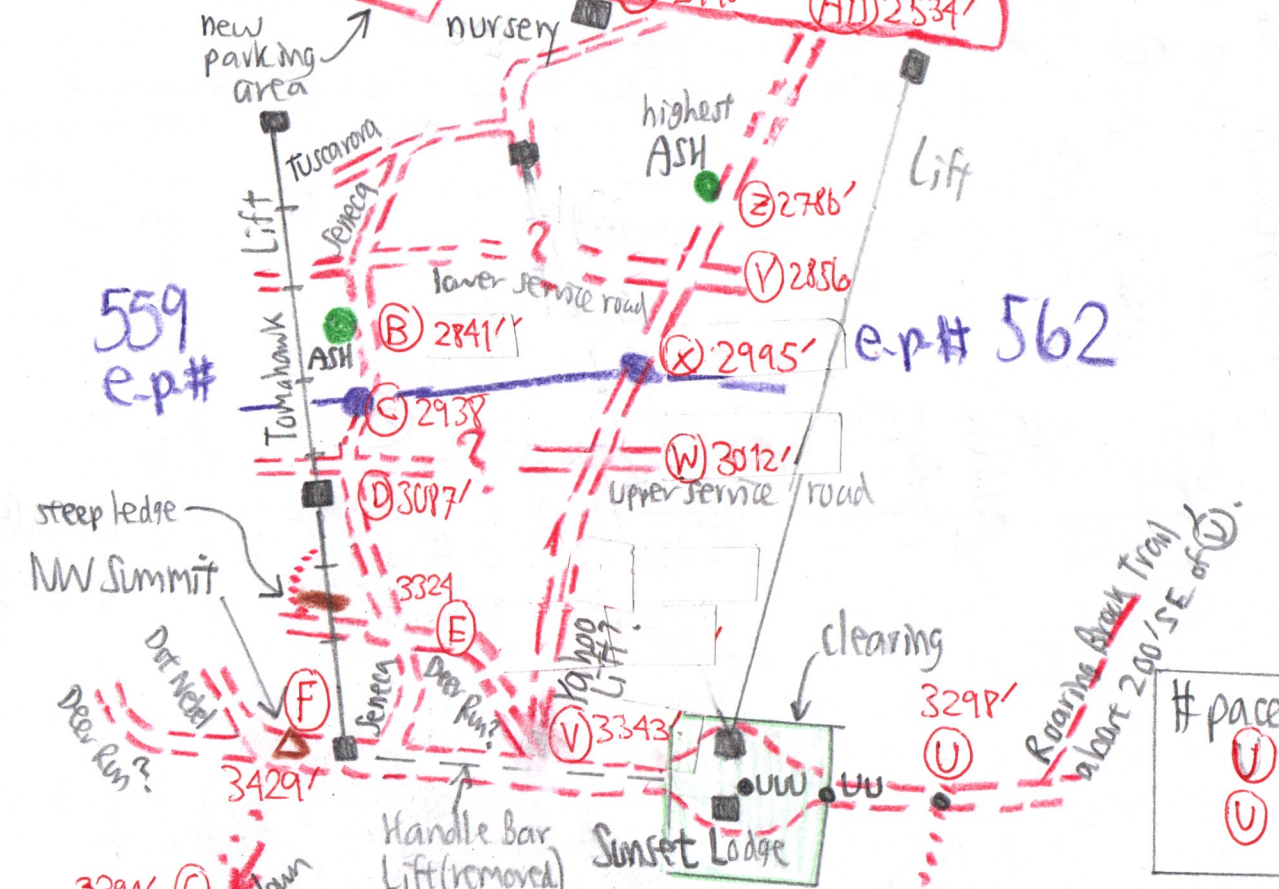 new
parking
area
nursery
AD 2534'
highest
ASH
Lift
Tuscarora
Seneca
Tomahawk Lift
Z 2786'
?
lower service road
Y 2856
559
e.p.#
B 2841'
ASH
X 2995'
e.p.# 562
C 2938
?
W 3012'
upper service road
D 3087'
steep ledge
NW Summit
3324
E
Yahoo
Lift?
clearing
Roaring Brook Trail
about 200' SE of U.
Dot Nebel
Deer Run?
F
Seneca
Deer Run?
V 3343'
3298'
U
# pace
U
U
3429'
UUU
UU
Handle Bar
Lift (removed)
Sunset Lodge